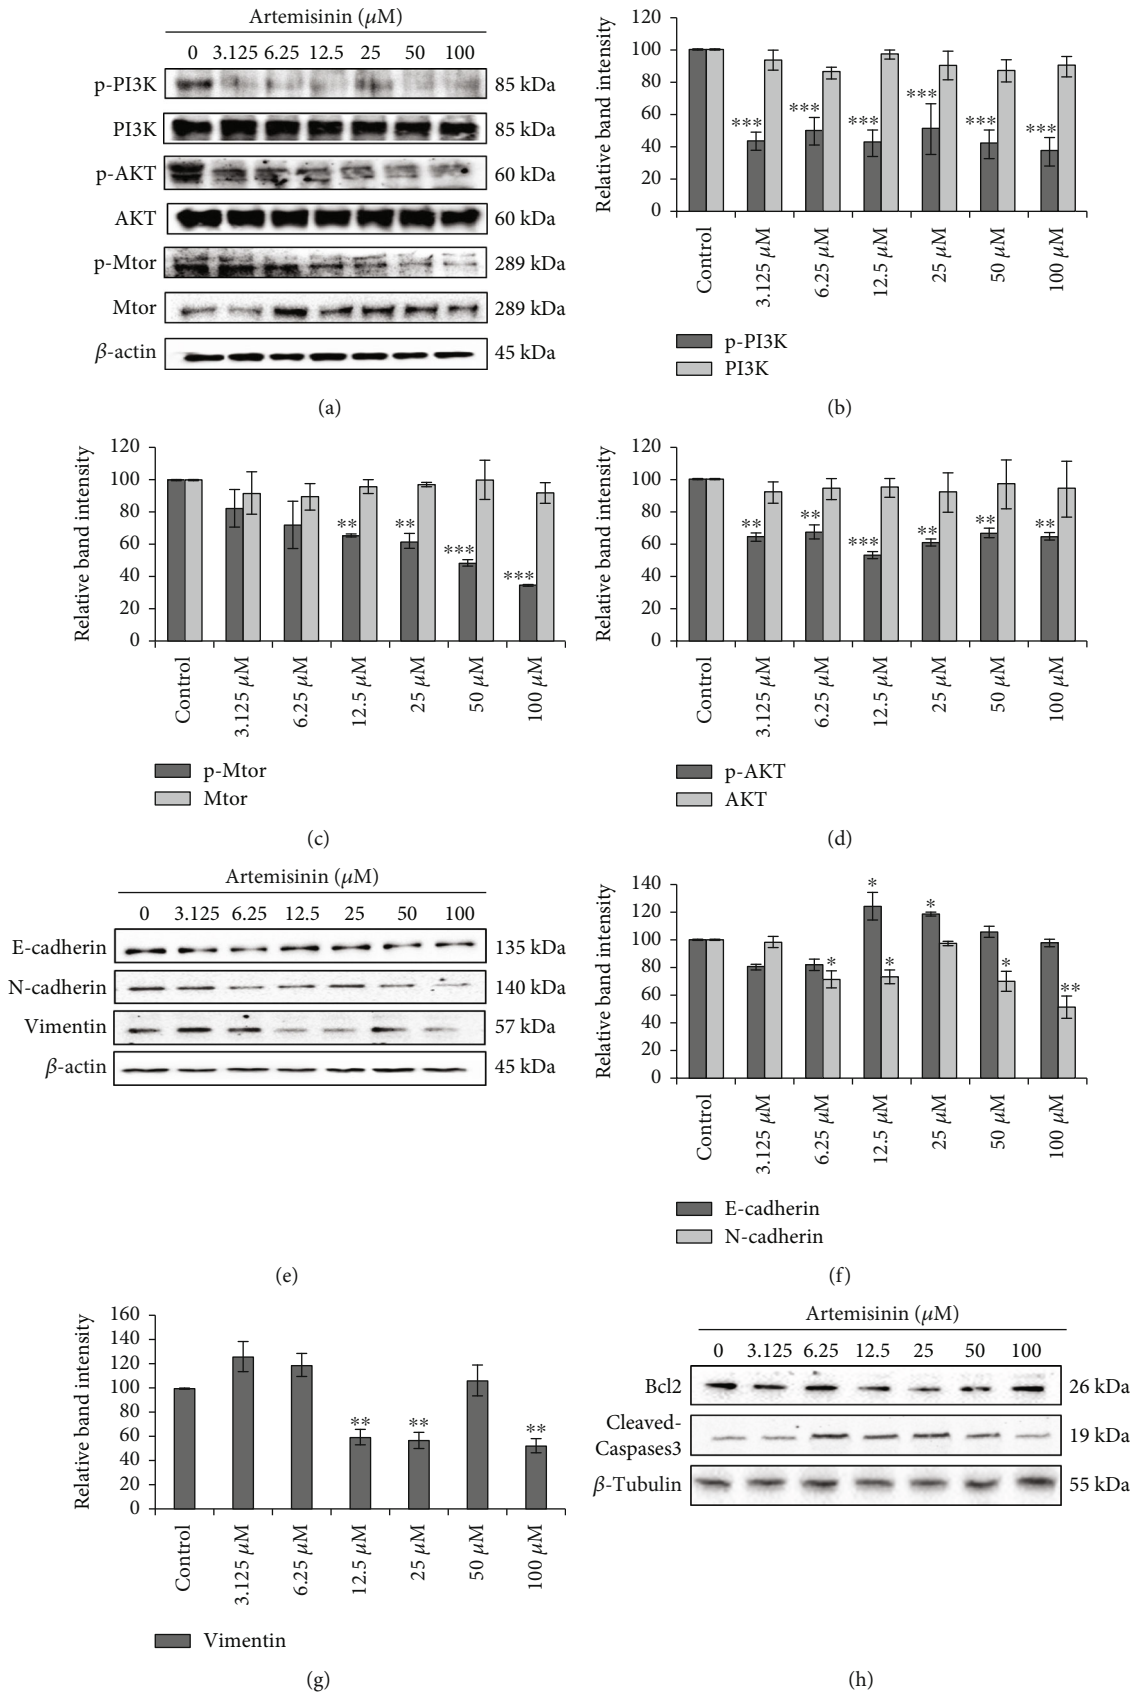 Artemisinin (μM)
0 3.125 6.25 12.5 25 50 100
p-PI3K 85 kDa
PI3K 85 kDa
p-AKT 60 kDa
AKT 60 kDa
p-Mtor 289 kDa
Mtor 289 kDa
β-actin 45 kDa
(a)
Relative band intensity
120
100
80
60
40
20
0
*** *** *** *** *** ***
Control 3.125 μM 6.25 μM 12.5 μM 25 μM 50 μM 100 μM
p-PI3K
PI3K
(b)
Relative band intensity
120
100
80
60
40
20
0
** ** *** ***
Control 3.125 μM 6.25 μM 12.5 μM 25 μM 50 μM 100 μM
p-Mtor
Mtor
(c)
Relative band intensity
120
100
80
60
40
20
0
** ** *** ** ** **
Control 3.125 μM 6.25 μM 12.5 μM 25 μM 50 μM 100 μM
p-AKT
AKT
(d)
Artemisinin (μM)
0 3.125 6.25 12.5 25 50 100
E-cadherin 135 kDa
N-cadherin 140 kDa
Vimentin 57 kDa
β-actin 45 kDa
(e)
Relative band intensity
140
120
100
80
60
40
20
0
* * * * * **
Control 3.125 μM 6.25 μM 12.5 μM 25 μM 50 μM 100 μM
E-cadherin
N-cadherin
(f)
Relative band intensity
160
140
120
100
80
60
40
20
0
** ** **
Control 3.125 μM 6.25 μM 12.5 μM 25 μM 50 μM 100 μM
Vimentin
(g)
Artemisinin (μM)
0 3.125 6.25 12.5 25 50 100
Bcl2 26 kDa
Cleaved-
Caspases3 19 kDa
β-Tubulin 55 kDa
(h)